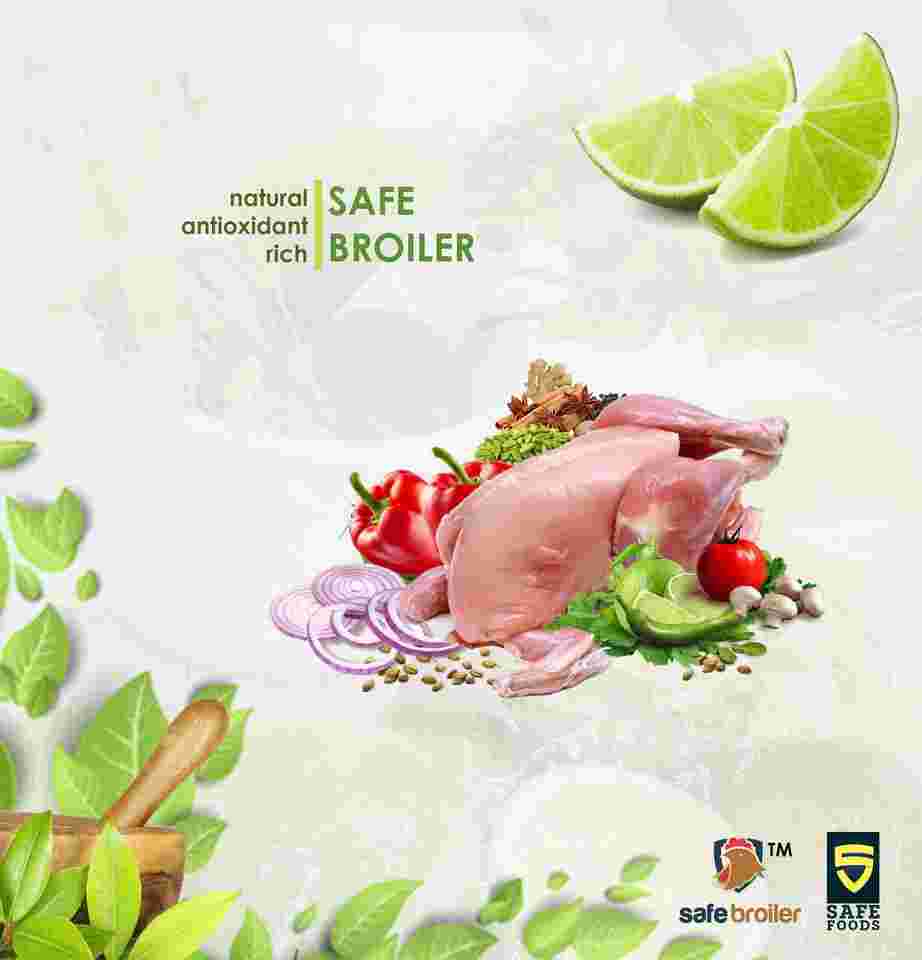 natural
antioxidant
rich
SAFE
BROILER
TM
safebroiler
SAFE
FOODS